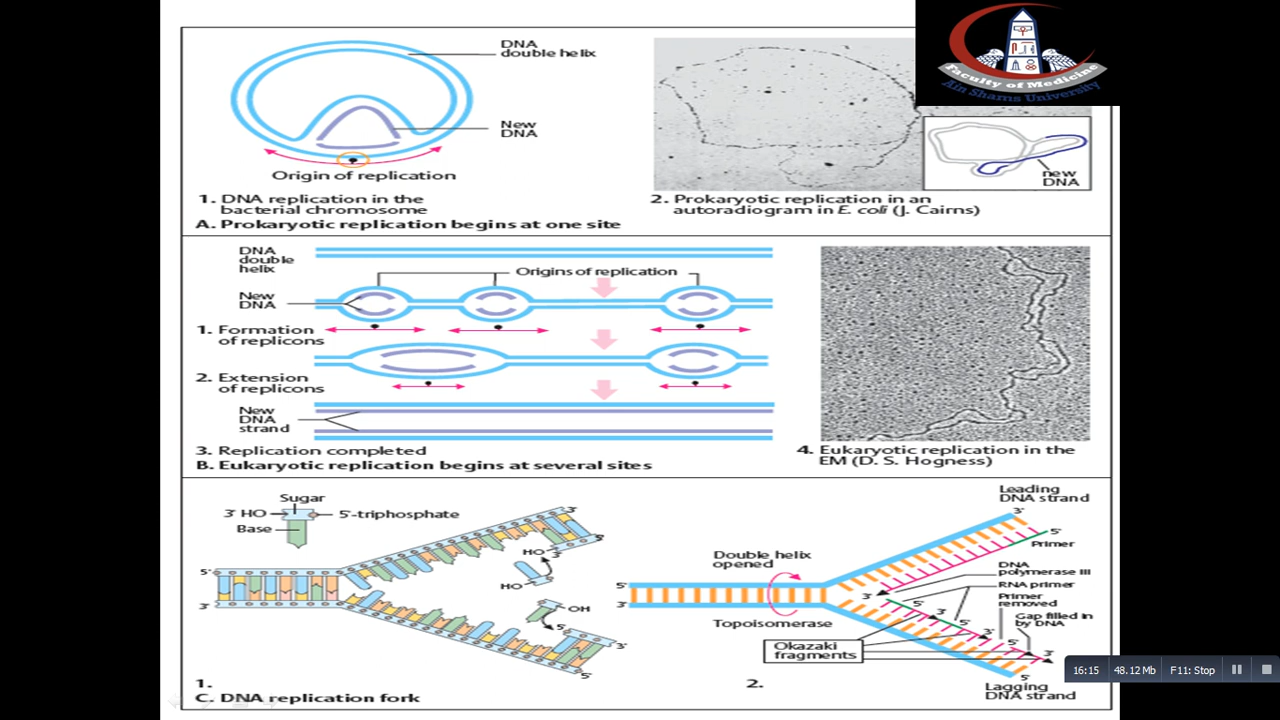 DNA
double helix
New
DNA
Origin of replication
1. DNA replication in the
bacterial chromosome
A. Prokaryotic replication begins at one site
new
DNA
2. Prokaryotic replication in an
autoradiogram in E. coli (J. Cairns)
Faculty of Medicine
Ain Shams University
DNA
double
helix
Origins of replication
New
DNA
1. Formation
of replicons
2. Extension
of replicons
New
DNA
strand
3. Replication completed
B. Eukaryotic replication begins at several sites
4. Eukaryotic replication in the
EM (D. S. Hogness)
Sugar
3' HO
5'-triphosphate
Base
3'
5'
HO
3'
5'
HO
OH
3'
5'
3'
5'
1.
C. DNA replication fork
Leading
DNA strand
3'
5'
Primer
Double helix
opened
DNA
polymerase III
RNA primer
Primer
removed
Gap filled in
by DNA
5'
3'
3'
5'
3'
5'
3'
5'
3'
Topoisomerase
Okazaki
fragments
5'
Lagging
DNA strand
2.
16:15
48.12 Mb
F11: Stop